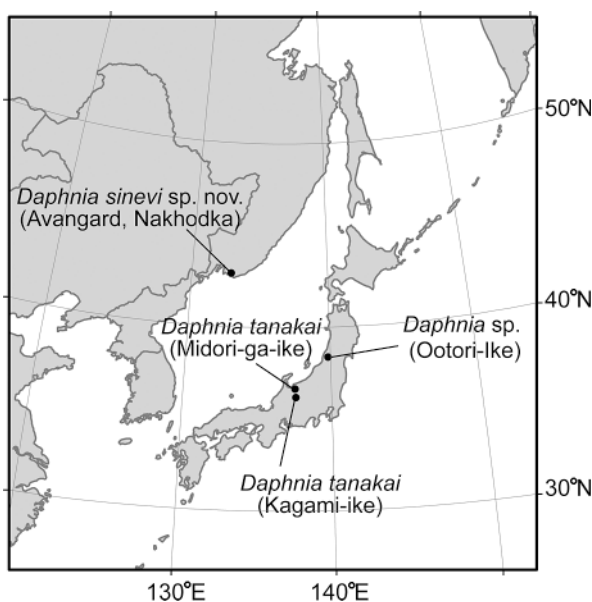 50°N
Daphnia sinevi sp. nov.
(Avangard, Nakhodka)
40°N
Daphnia tanakai
(Midori-ga-ike)
Daphnia sp.
(Ootori-Ike)
Daphnia tanakai
(Kagami-ike)
30°N
130°E
140°E